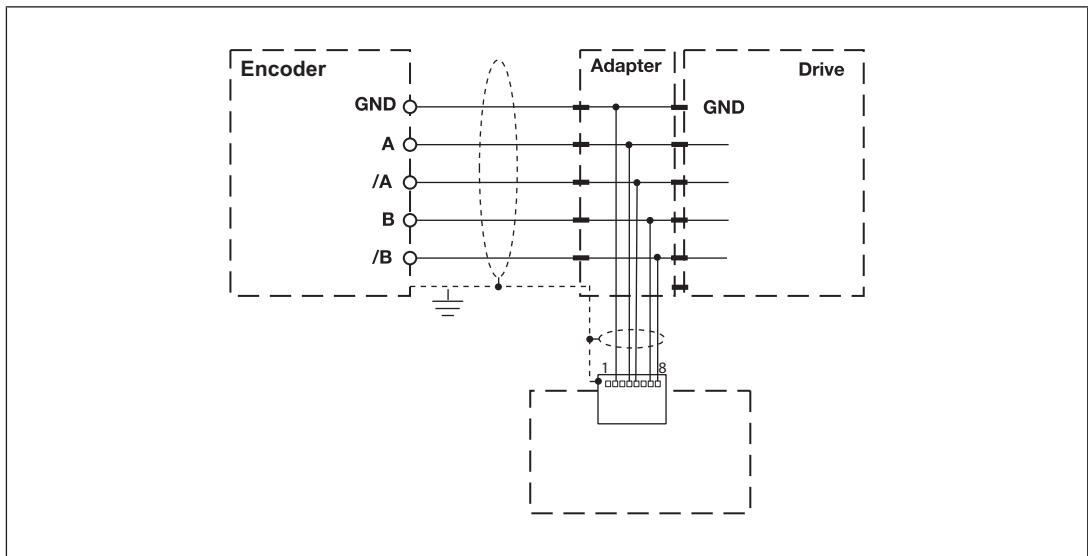 Encoder
Adapter
Drive
GND
GND
A
/A
B
/B
1
8